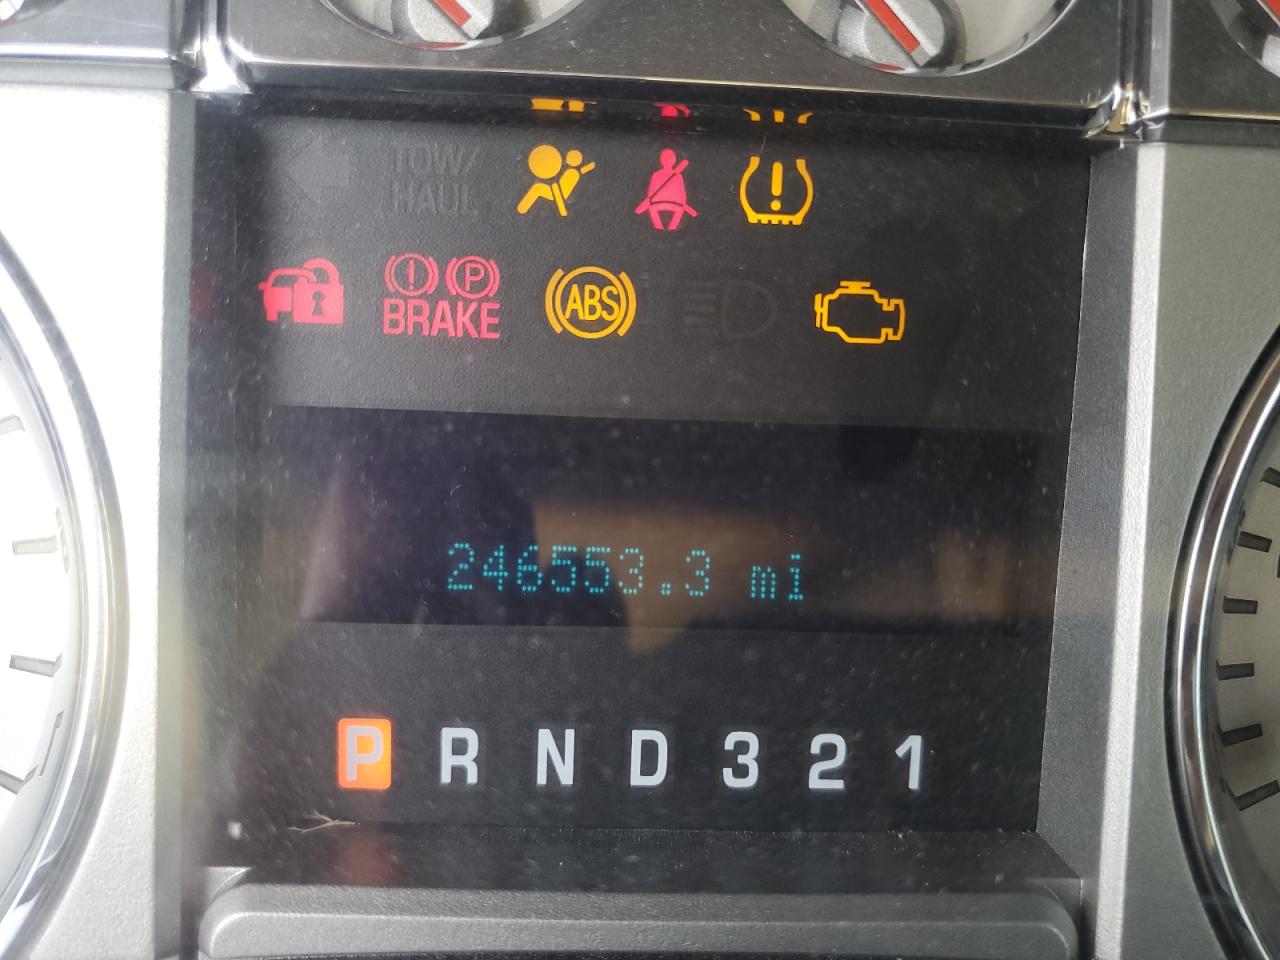 TOW/
HAUL
BRAKE
ABS
246553.3 mi
P R N D 3 2 1